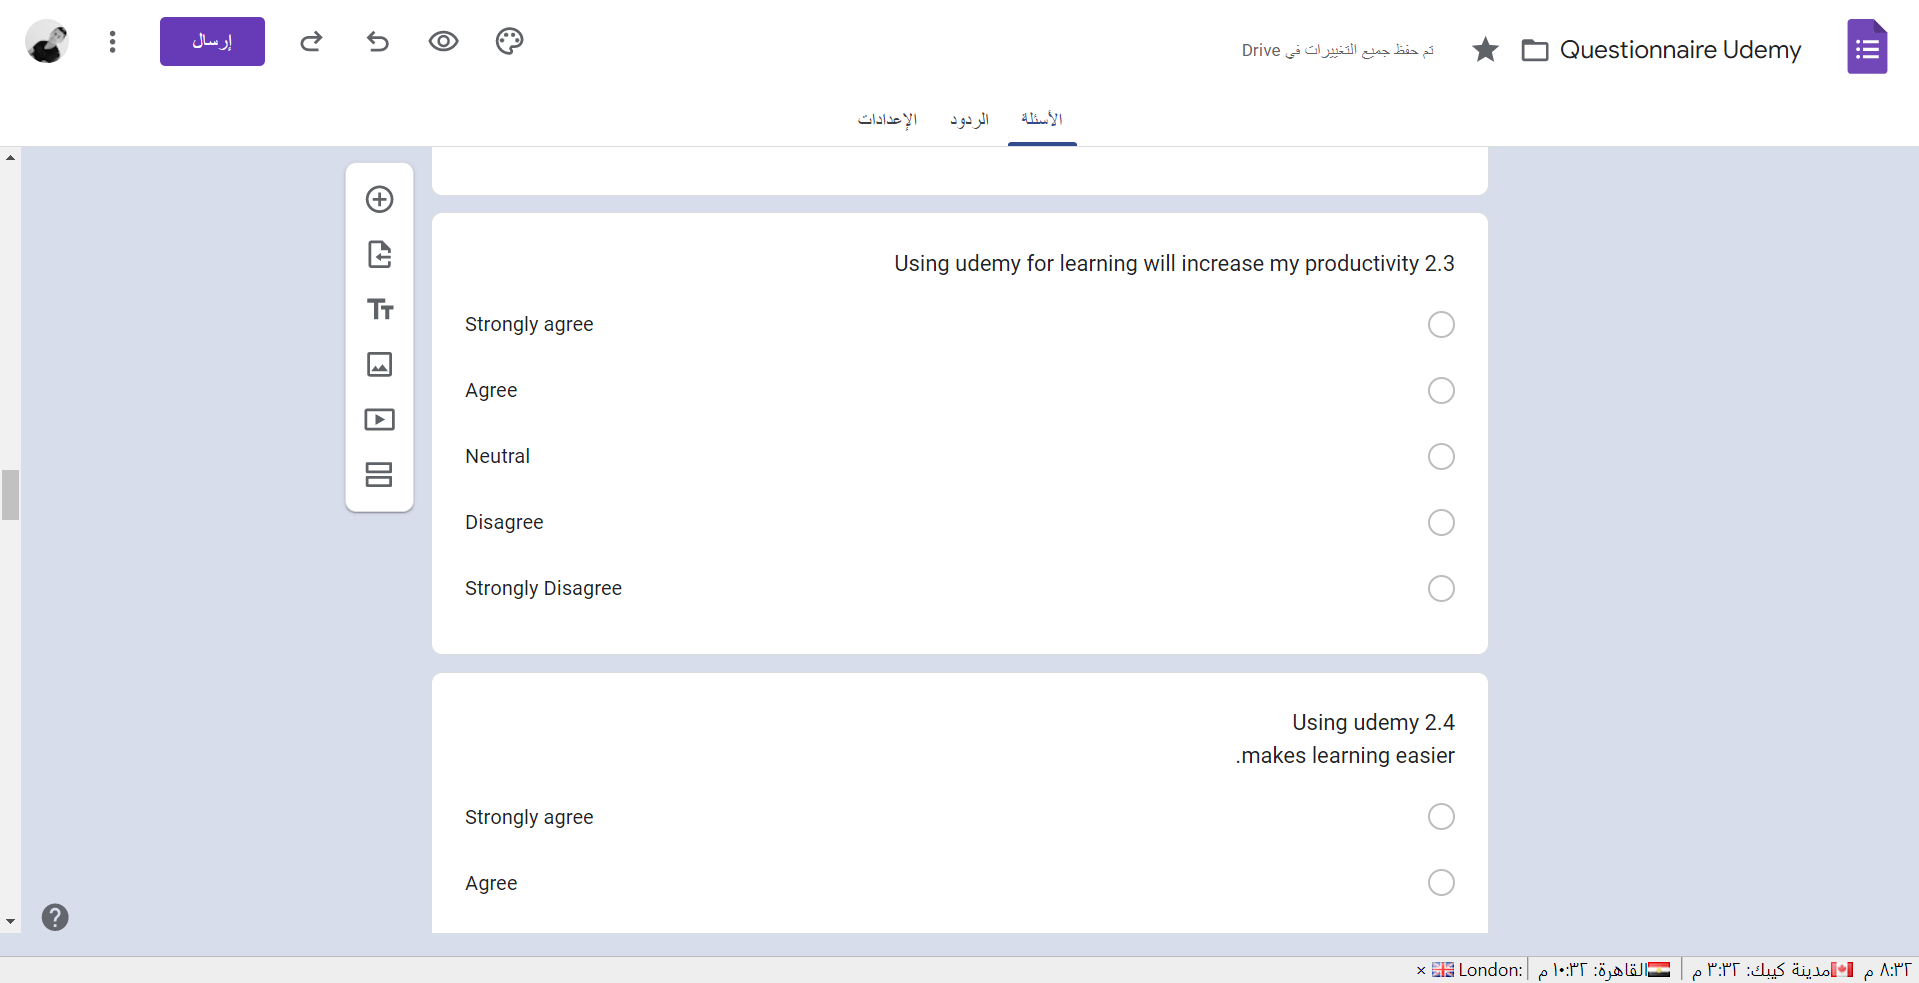 إرسال
تم حفظ جميع التغييرات في Drive
Questionnaire Udemy
الأسئلة
الردود
الإعدادات
Using udemy for learning will increase my productivity 2.3
Strongly agree
Agree
Neutral
Disagree
Strongly Disagree
Using udemy 2.4
.makes learning easier
Strongly agree
Agree
٨:٣٢ م
مدينة كيبك: ٣:٣٢ م
القاهرة: ١٠:٣٢ م
London:
×